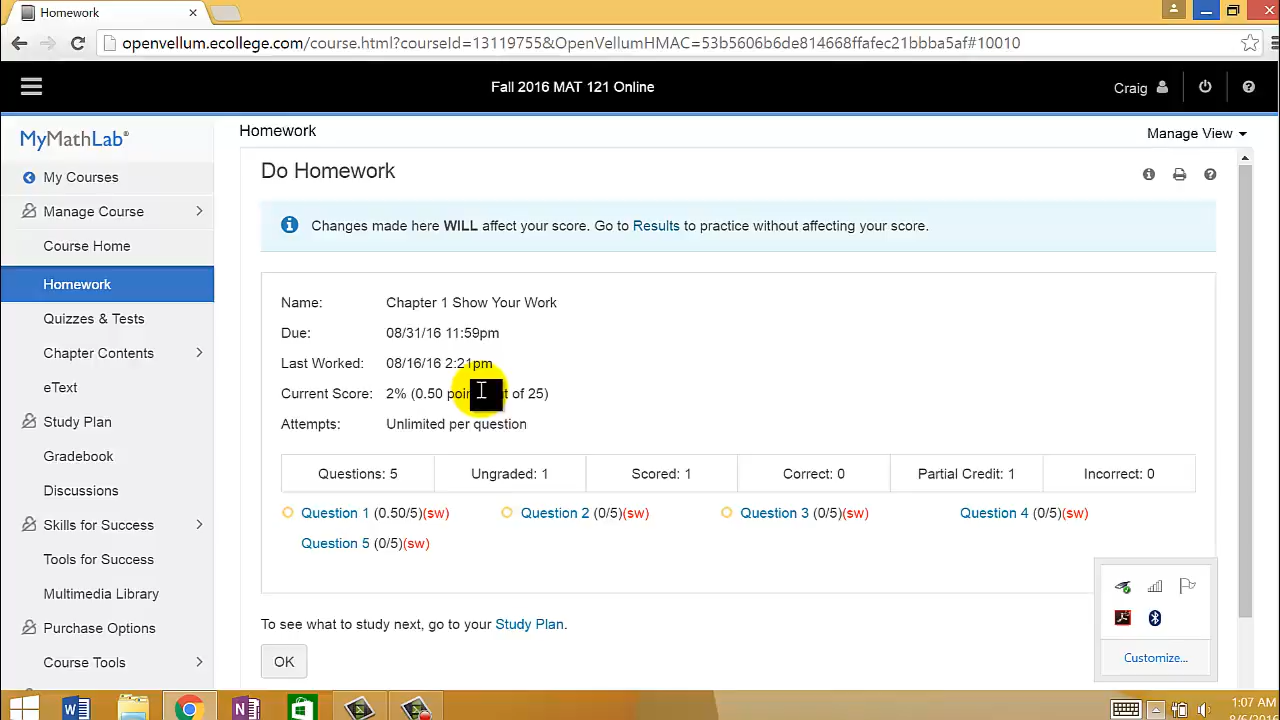 Homework
openvellum.ecollege.com/course.html?courseId=13119755&OpenVellumHMAC=53b5606b6de814668ffafec21bbba5af#10010
Fall 2016 MAT 121 Online
Craig
MyMathLab®
My Courses
Manage Course
Course Home
Homework
Quizzes & Tests
Chapter Contents
eText
Study Plan
Gradebook
Discussions
Skills for Success
Tools for Success
Multimedia Library
Purchase Options
Course Tools
Homework
Manage View
Do Homework
Changes made here WILL affect your score. Go to Results to practice without affecting your score.
Name: Chapter 1 Show Your Work
Due: 08/31/16 11:59pm
Last Worked: 08/16/16 2:21pm
Current Score: 2% (0.50 of 25)
Attempts: Unlimited per question
Questions: 5 Ungraded: 1 Scored: 1 Correct: 0 Partial Credit: 1 Incorrect: 0
Question 1 (0.50/5)(sw) Question 2 (0/5)(sw) Question 3 (0/5)(sw) Question 4 (0/5)(sw)
Question 5 (0/5)(sw)
To see what to study next, go to your Study Plan.
OK
Customize...
1:07 AM